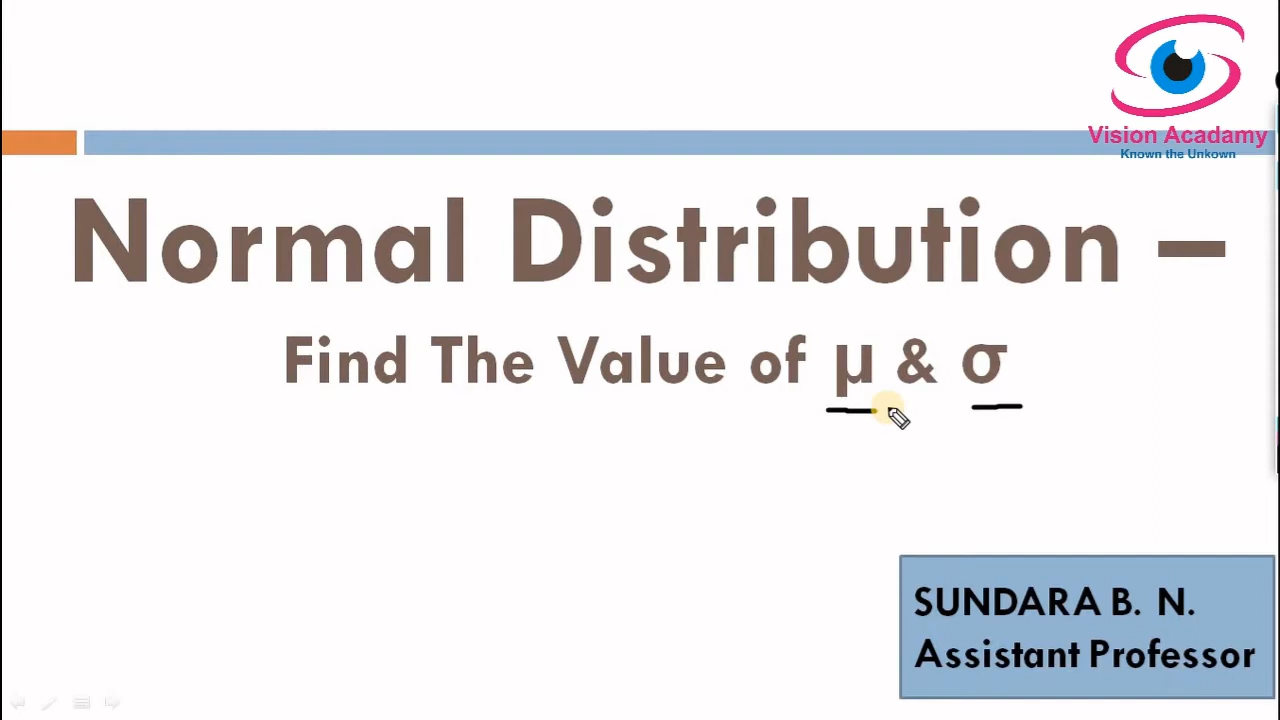 Vision Acadamy
Known the Unkown
Normal Distribution –
Find The Value of μ & σ
SUNDARA B. N.
Assistant Professor